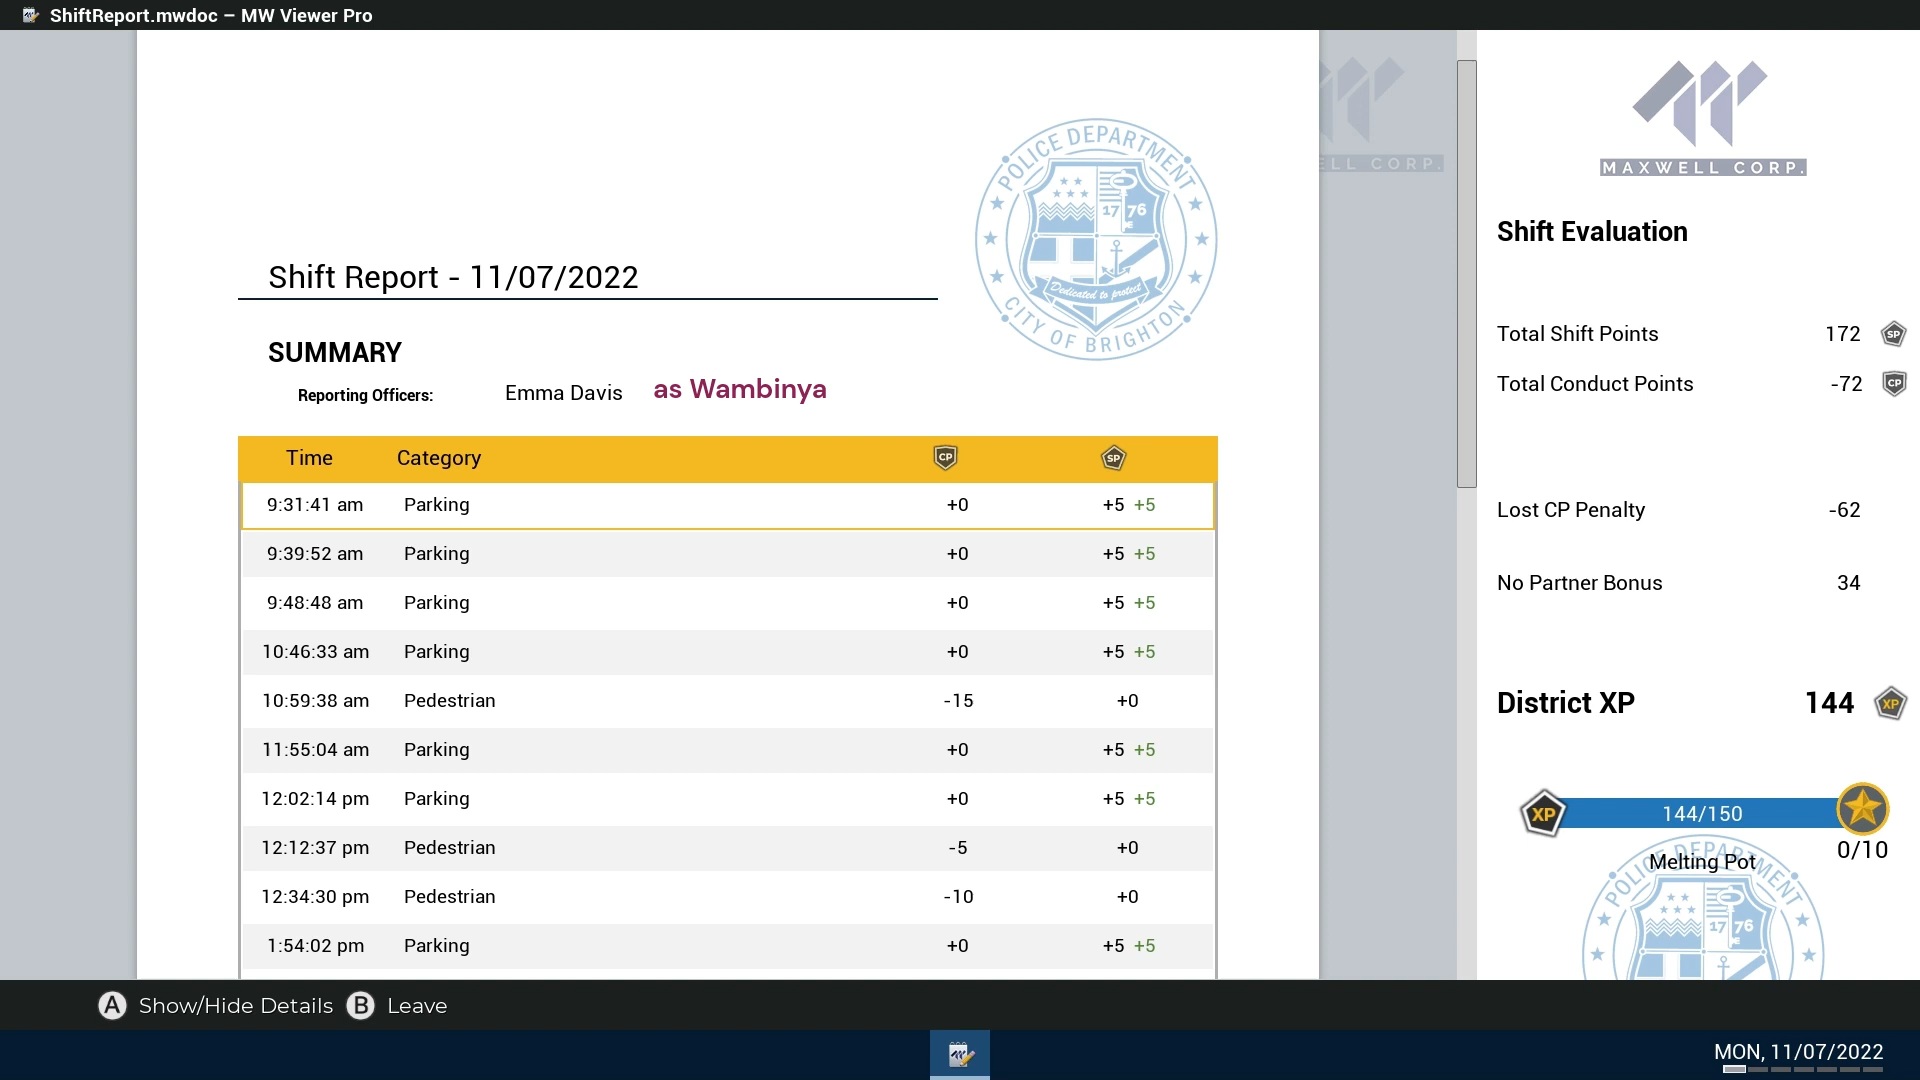 ShiftReport.mwdoc – MW Viewer Pro
POLICE DEPARTMENT
1776
Dedicated to protect
CITY OF BRIGHTON
Shift Report - 11/07/2022
SUMMARY
Reporting Officers: Emma Davis as Wambinya
Time Category CP SP
9:31:41 am Parking +0 +5 +5
9:39:52 am Parking +0 +5 +5
9:48:48 am Parking +0 +5 +5
10:46:33 am Parking +0 +5 +5
10:59:38 am Pedestrian -15 +0
11:55:04 am Parking +0 +5 +5
12:02:14 pm Parking +0 +5 +5
12:12:37 pm Pedestrian -5 +0
12:34:30 pm Pedestrian -10 +0
1:54:02 pm Parking +0 +5 +5
ELL CORP.
MAXWELL CORP.
Shift Evaluation
Total Shift Points 172 SP
Total Conduct Points -72 CP
Lost CP Penalty -62
No Partner Bonus 34
District XP 144 XP
XP 144/150
0/10
Melting Pot
POLICE DEPARTMENT
1776
A Show/Hide Details B Leave
MON, 11/07/2022